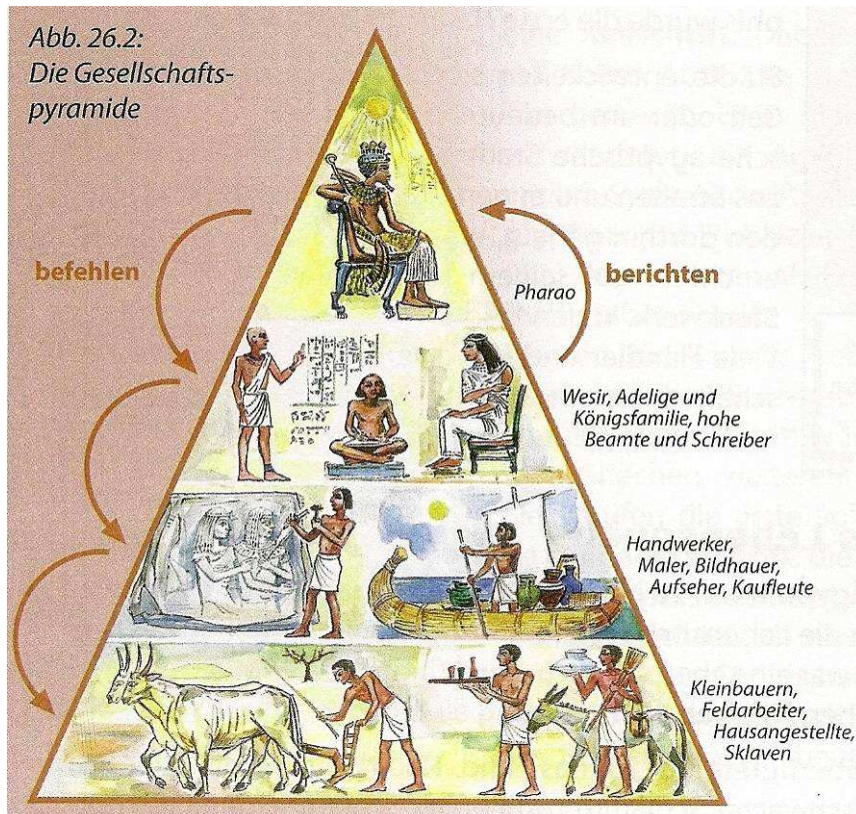 Abb. 26.2:
Die Gesellschafts-
pyramide
befehlen
berichten
Pharao
Wesir, Adelige und
Königsfamilie, hohe
Beamte und Schreiber
Handwerker,
Maler, Bildhauer,
Aufseher, Kaufleute
Kleinbauern,
Feldarbeiter,
Hausangestellte,
Sklaven